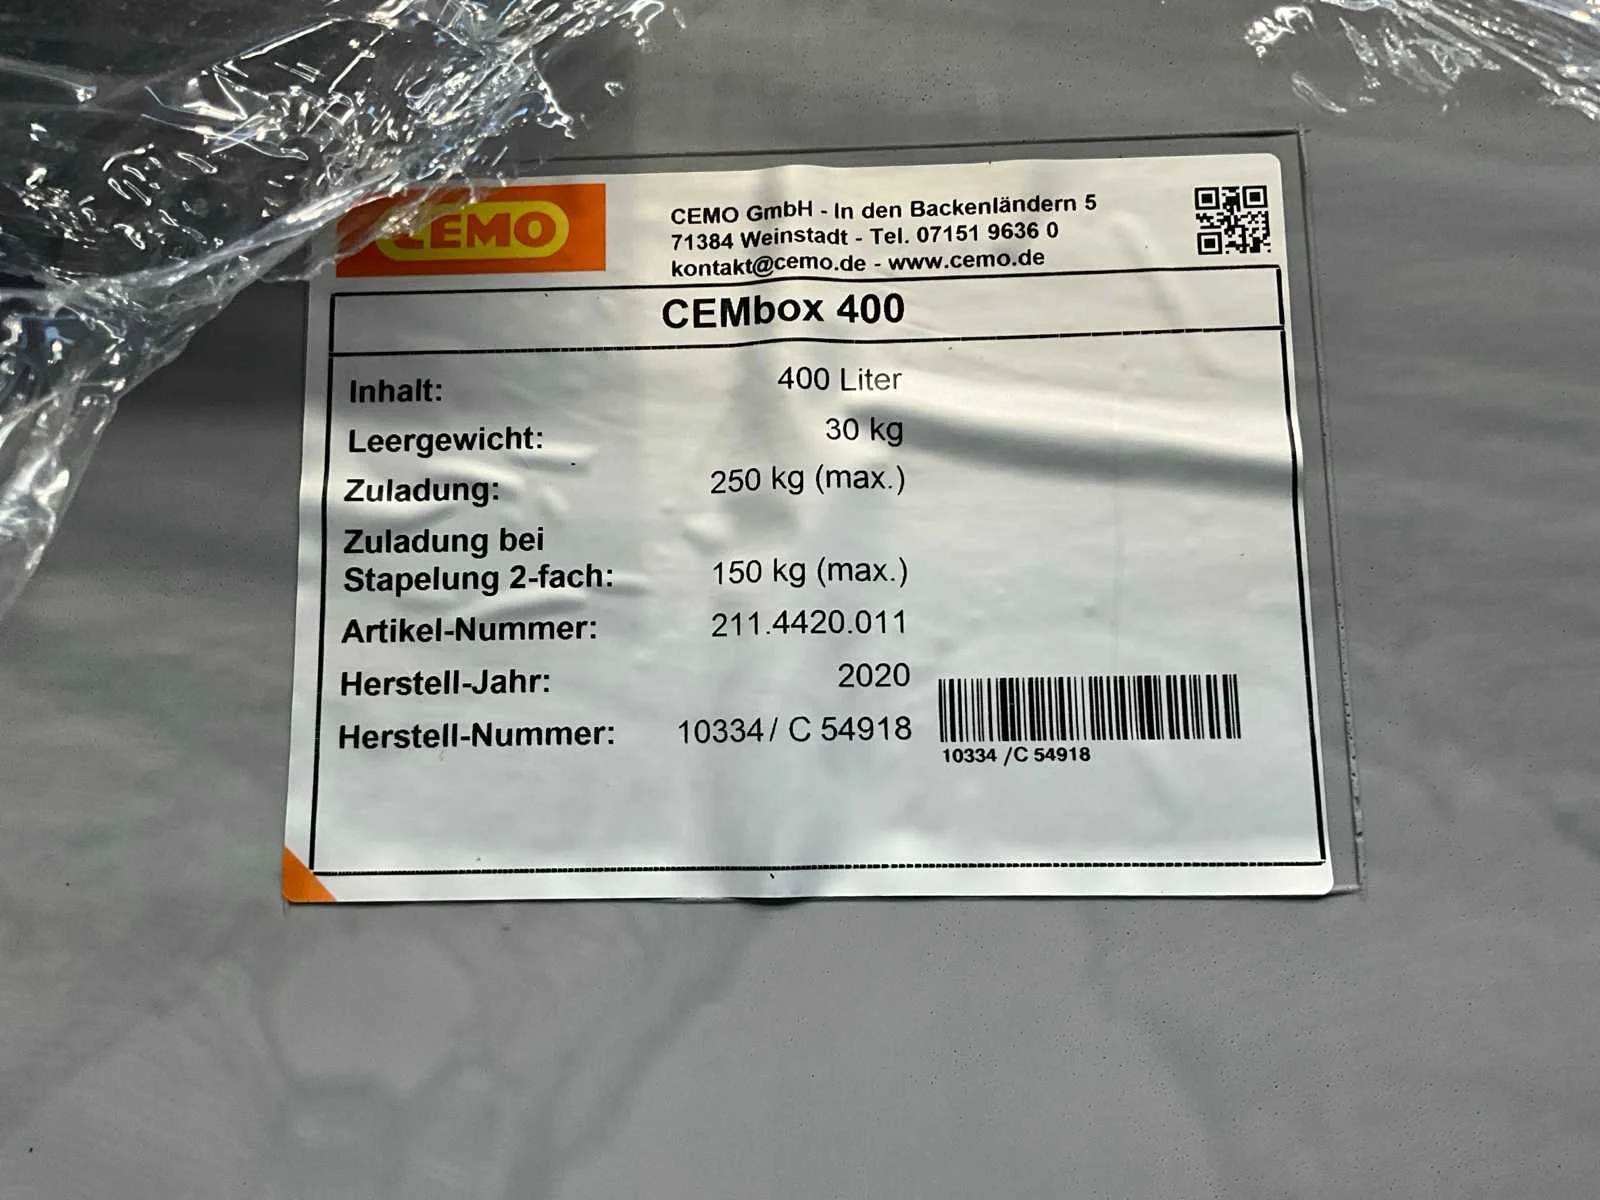 CEMO
CEMO GmbH - In den Backenländern 5
71384 Weinstadt - Tel. 07151 9636 0
kontakt@cemo.de - www.cemo.de
CEMbox 400
Inhalt: 400 Liter
Leergewicht: 30 kg
Zuladung: 250 kg (max.)
Zuladung bei
Stapelung 2-fach: 150 kg (max.)
Artikel-Nummer: 211.4420.011
Herstell-Jahr: 2020
Herstell-Nummer: 10334/ C 54918
10334 /C 54918